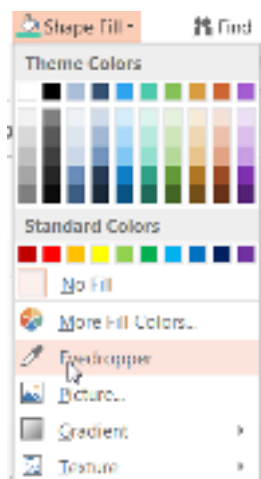 Shape Fill Find
Theme Colors
Standard Colors
No Fill
More Fill Colors...
Eyedropper
Picture...
Gradient
Texture